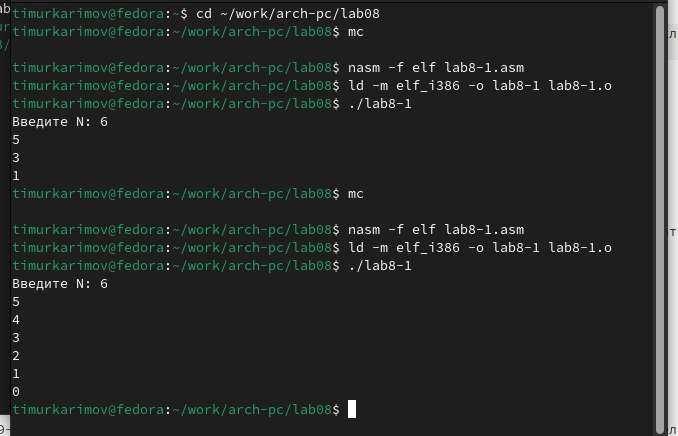 timurkarimov@fedora:~$ cd ~/work/arch-pc/lab08
timurkarimov@fedora:~/work/arch-pc/lab08$ mc
timurkarimov@fedora:~/work/arch-pc/lab08$ nasm -f elf lab8-1.asm
timurkarimov@fedora:~/work/arch-pc/lab08$ ld -m elf_i386 -o lab8-1 lab8-1.o
timurkarimov@fedora:~/work/arch-pc/lab08$ ./lab8-1
Введите N: 6
5
3
1
timurkarimov@fedora:~/work/arch-pc/lab08$ mc
timurkarimov@fedora:~/work/arch-pc/lab08$ nasm -f elf lab8-1.asm
timurkarimov@fedora:~/work/arch-pc/lab08$ ld -m elf_i386 -o lab8-1 lab8-1.o
timurkarimov@fedora:~/work/arch-pc/lab08$ ./lab8-1
Введите N: 6
5
4
3
2
1
0
timurkarimov@fedora:~/work/arch-pc/lab08$